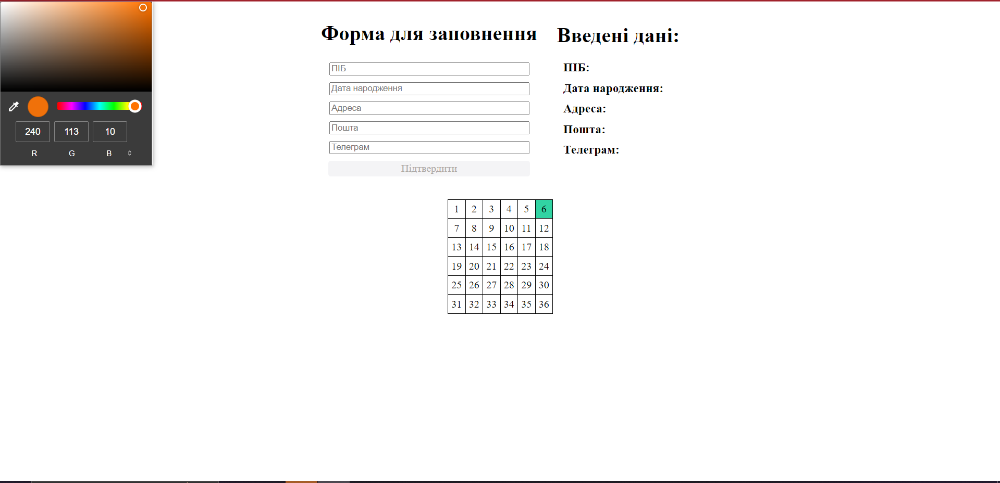 240 113 10
R G B
Форма для заповнення
ПІБ
Дата народження
Адреса
Пошта
Телеграм
Підтвердити
Введені дані:
ПІБ:
Дата народження:
Адреса:
Пошта:
Телеграм:
1 2 3 4 5 6
7 8 9 10 11 12
13 14 15 16 17 18
19 20 21 22 23 24
25 26 27 28 29 30
31 32 33 34 35 36